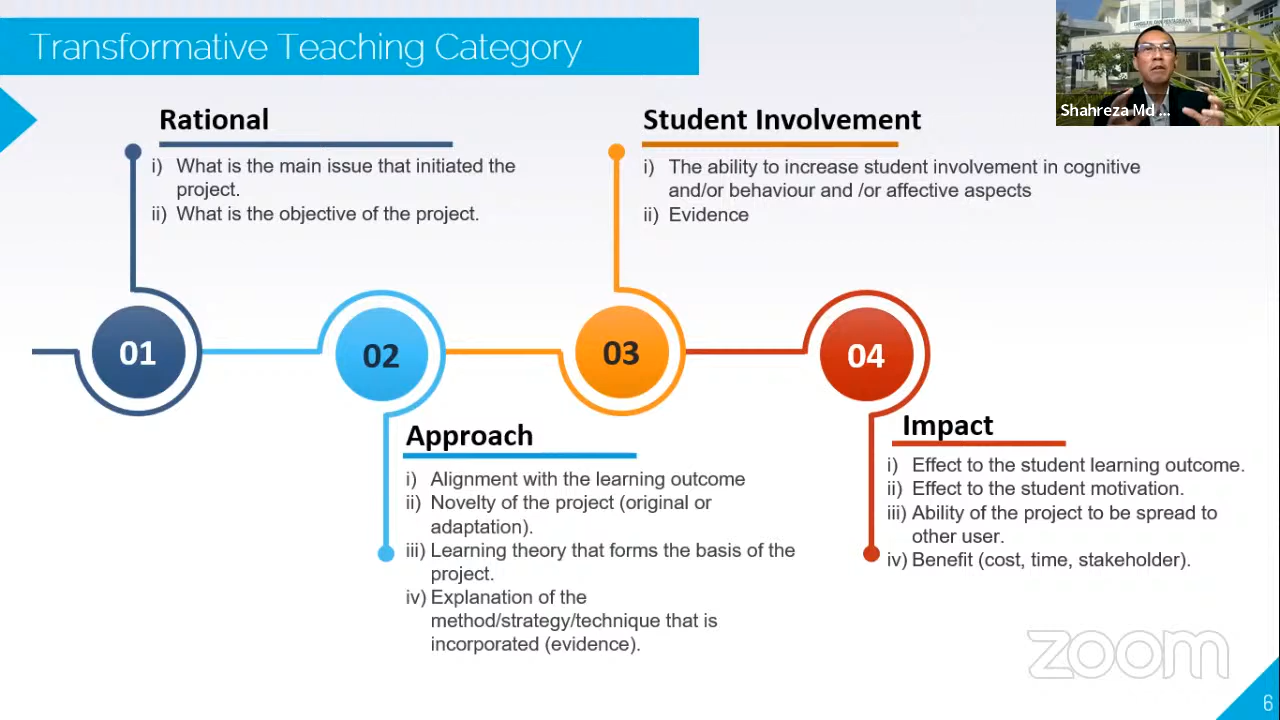 Transformative Teaching Category
Shahreza Md ...
Rational
i) What is the main issue that initiated the
project.
ii) What is the objective of the project.
Student Involvement
i) The ability to increase student involvement in cognitive
and/or behaviour and /or affective aspects
ii) Evidence
01
02
03
04
Approach
i) Alignment with the learning outcome
ii) Novelty of the project (original or
adaptation).
iii) Learning theory that forms the basis of the
project.
iv) Explanation of the
method/strategy/technique that is
incorporated (evidence).
Impact
i) Effect to the student learning outcome.
ii) Effect to the student motivation.
iii) Ability of the project to be spread to
other user.
iv) Benefit (cost, time, stakeholder).
zoom
6